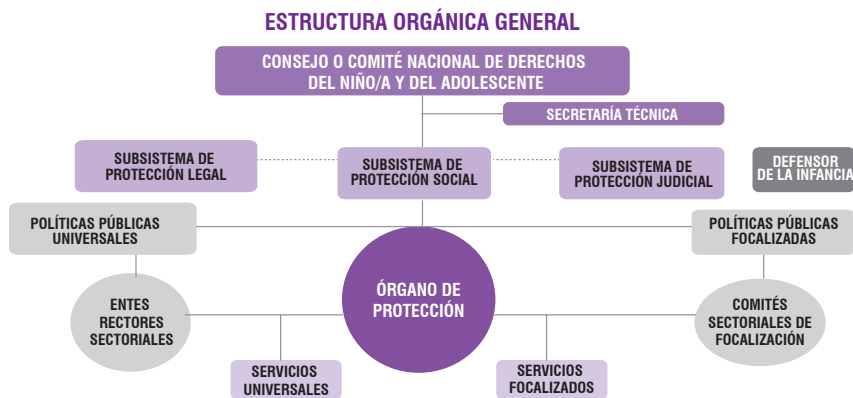 ESTRUCTURA ORGÁNICA GENERAL
CONSEJO O COMITÉ NACIONAL DE DERECHOS
DEL NIÑO/A Y DEL ADOLESCENTE
SECRETARÍA TÉCNICA
SUBSISTEMA DE
PROTECCIÓN LEGAL
SUBSISTEMA DE
PROTECCIÓN SOCIAL
SUBSISTEMA DE
PROTECCIÓN JUDICIAL
DEFENSOR
DE LA INFANCIA
POLÍTICAS PÚBLICAS
UNIVERSALES
POLÍTICAS PÚBLICAS
FOCALIZADAS
ENTES
RECTORES
SECTORIALES
ÓRGANO DE
PROTECCIÓN
COMITÉS
SECTORIALES DE
FOCALIZACIÓN
SERVICIOS
UNIVERSALES
SERVICIOS
FOCALIZADOS